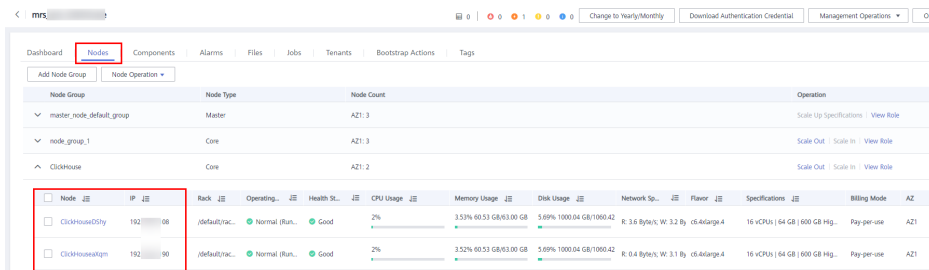 mrs_
0 0 1 0 0 Change to Yearly/Monthly Download Authentication Credential Management Operations
Dashboard Nodes Components Alarms Files Jobs Tenants Bootstrap Actions Tags
Add Node Group Node Operation
Node Group Node Type Node Count Operation
master_node_default_group Master AZ1: 3 Scale Up Specifications View Role
node_group_1 Core AZ1: 3 Scale Out Scale In View Role
ClickHouse Core AZ1: 2 Scale Out Scale In View Role
Node IP Rack Operating... Health St... CPU Usage Memory Usage Disk Usage Network Sp... Flavor Specifications Billing Mode AZ
ClickHouseDShy 192 08 /default/rac... Normal (Run... Good 2% 3.53% 60.53 GB/63.00 GB 5.69% 1000.04 GB/1060.42 R: 3.6 Byte/s; W: 3.2 By c6.4xlarge.4 16 vCPUs | 64 GB | 600 GB Hig... Pay-per-use AZ1
ClickHouseaXqm 192 90 /default/rac... Normal (Run... Good 2% 3.52% 60.53 GB/63.00 GB 5.69% 1000.04 GB/1060.42 R: 0.4 Byte/s; W: 3.1 By c6.4xlarge.4 16 vCPUs | 64 GB | 600 GB Hig... Pay-per-use AZ1